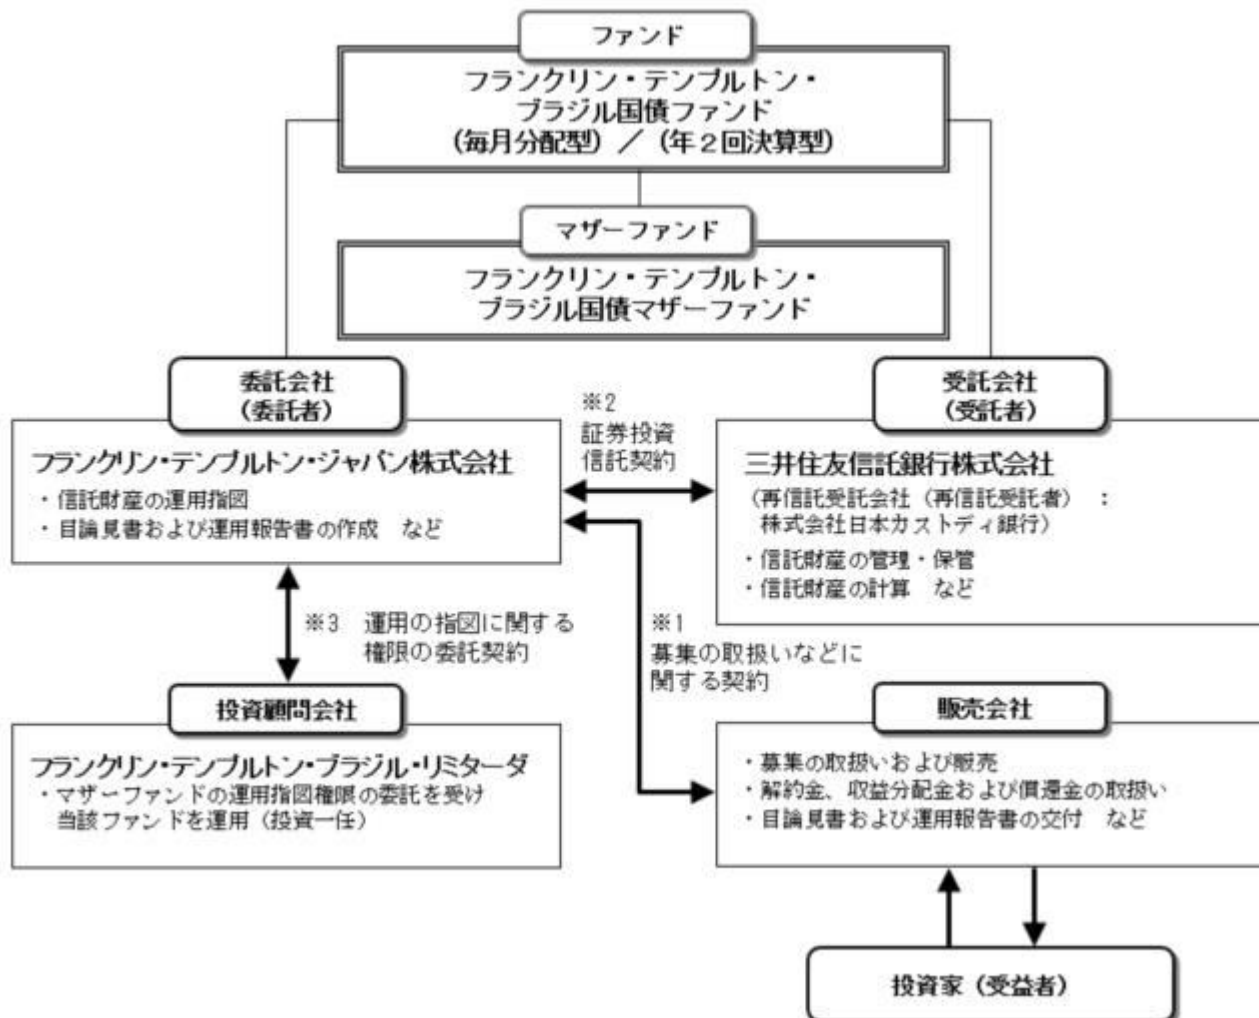 ファンド
フランクリン・テンプルトン・
ブラジル国債ファンド
(毎月分配型) ／ (年２回決算型)
マザーファンド
フランクリン・テンプルトン・
ブラジル国債マザーファンド
委託会社
(委託者)
フランクリン・テンプルトン・ジャパン株式会社
・信託財産の運用指図
・目論見書および運用報告書の作成　など
※2
証券投資
信託契約
受託会社
(受託者)
三井住友信託銀行株式会社
(再信託受託会社 (再信託受託者) ：
株式会社日本カストディ銀行)
・信託財産の管理・保管
・信託財産の計算　など
※3　運用の指図に関する
権限の委託契約
※1
募集の取扱いなどに
関する契約
投資顧問会社
フランクリン・テンプルトン・ブラジル・リミターダ
・マザーファンドの運用指図権限の委託を受け
当該ファンドを運用 (投資一任)
販売会社
・募集の取扱いおよび販売
・解約金、収益分配金および償還金の取扱い
・目論見書および運用報告書の交付　など
投資家 (受益者)